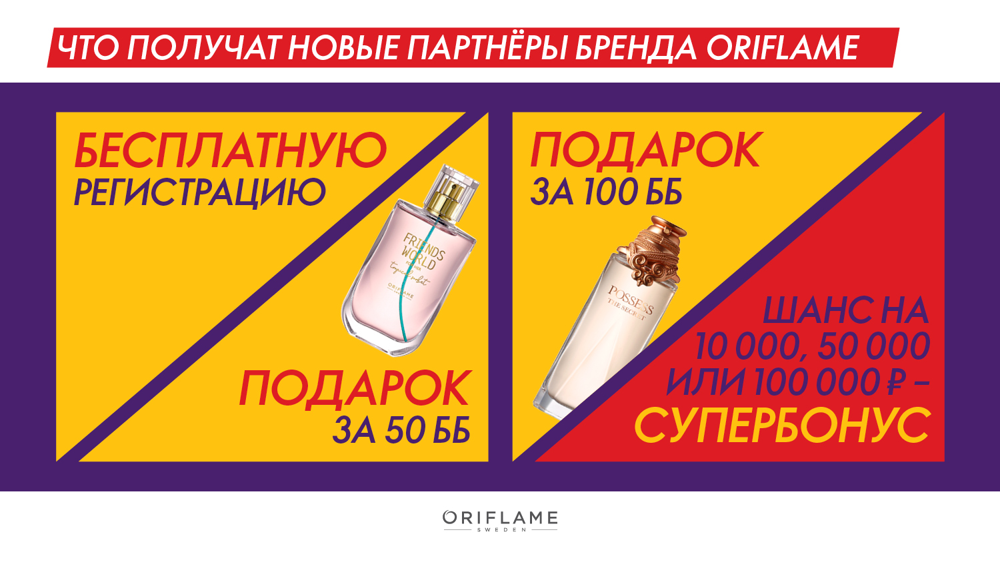 ЧТО ПОЛУЧАТ НОВЫЕ ПАРТНЁРЫ БРЕНДА ORIFLAME
БЕСПЛАТНУЮ
РЕГИСТРАЦИЮ
FRIENDS
WORLD
FOR HER
tropical sorbet
ORIFLAME
ПОДАРОК
ЗА 50 ББ
ПОДАРОК
ЗА 100 ББ
POSSESS
THE SECRET
ШАНС НА
10 000, 50 000
ИЛИ 100 000 ₽ –
СУПЕРБОНУС
ORIFLAME
SWEDEN